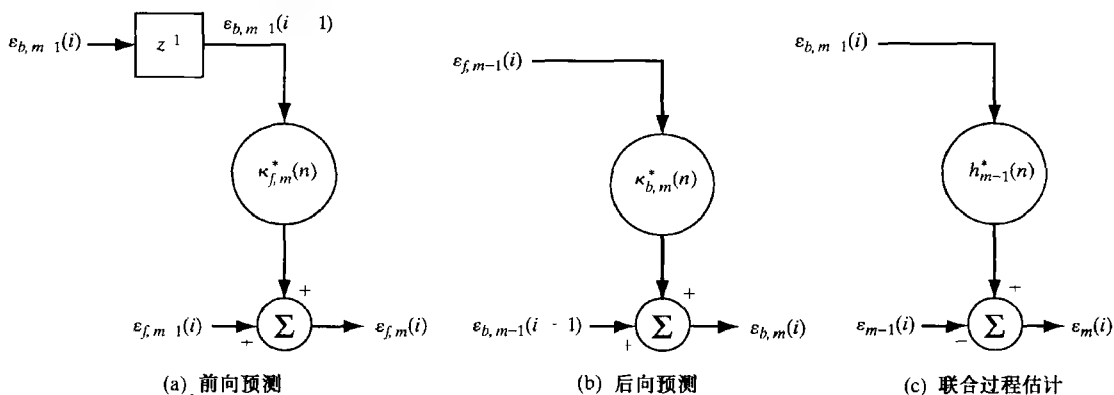 ε_{b, m 1}(i)
z 1
ε_{b, m 1}(i 1)
κ*_{f, m}(n)
+
ε_{f, m 1}(i)
+
Σ
ε_{f, m}(i)
(a) 前向预测
ε_{f, m−1}(i)
κ*_{b, m}(n)
+
ε_{b, m−1}(i - 1)
+
Σ
ε_{b, m}(i)
(b) 后向预测
ε_{b, m 1}(i)
h*_{m−1}(n)
+
ε_{m−1}(i)
−
Σ
ε_{m}(i)
(c) 联合过程估计